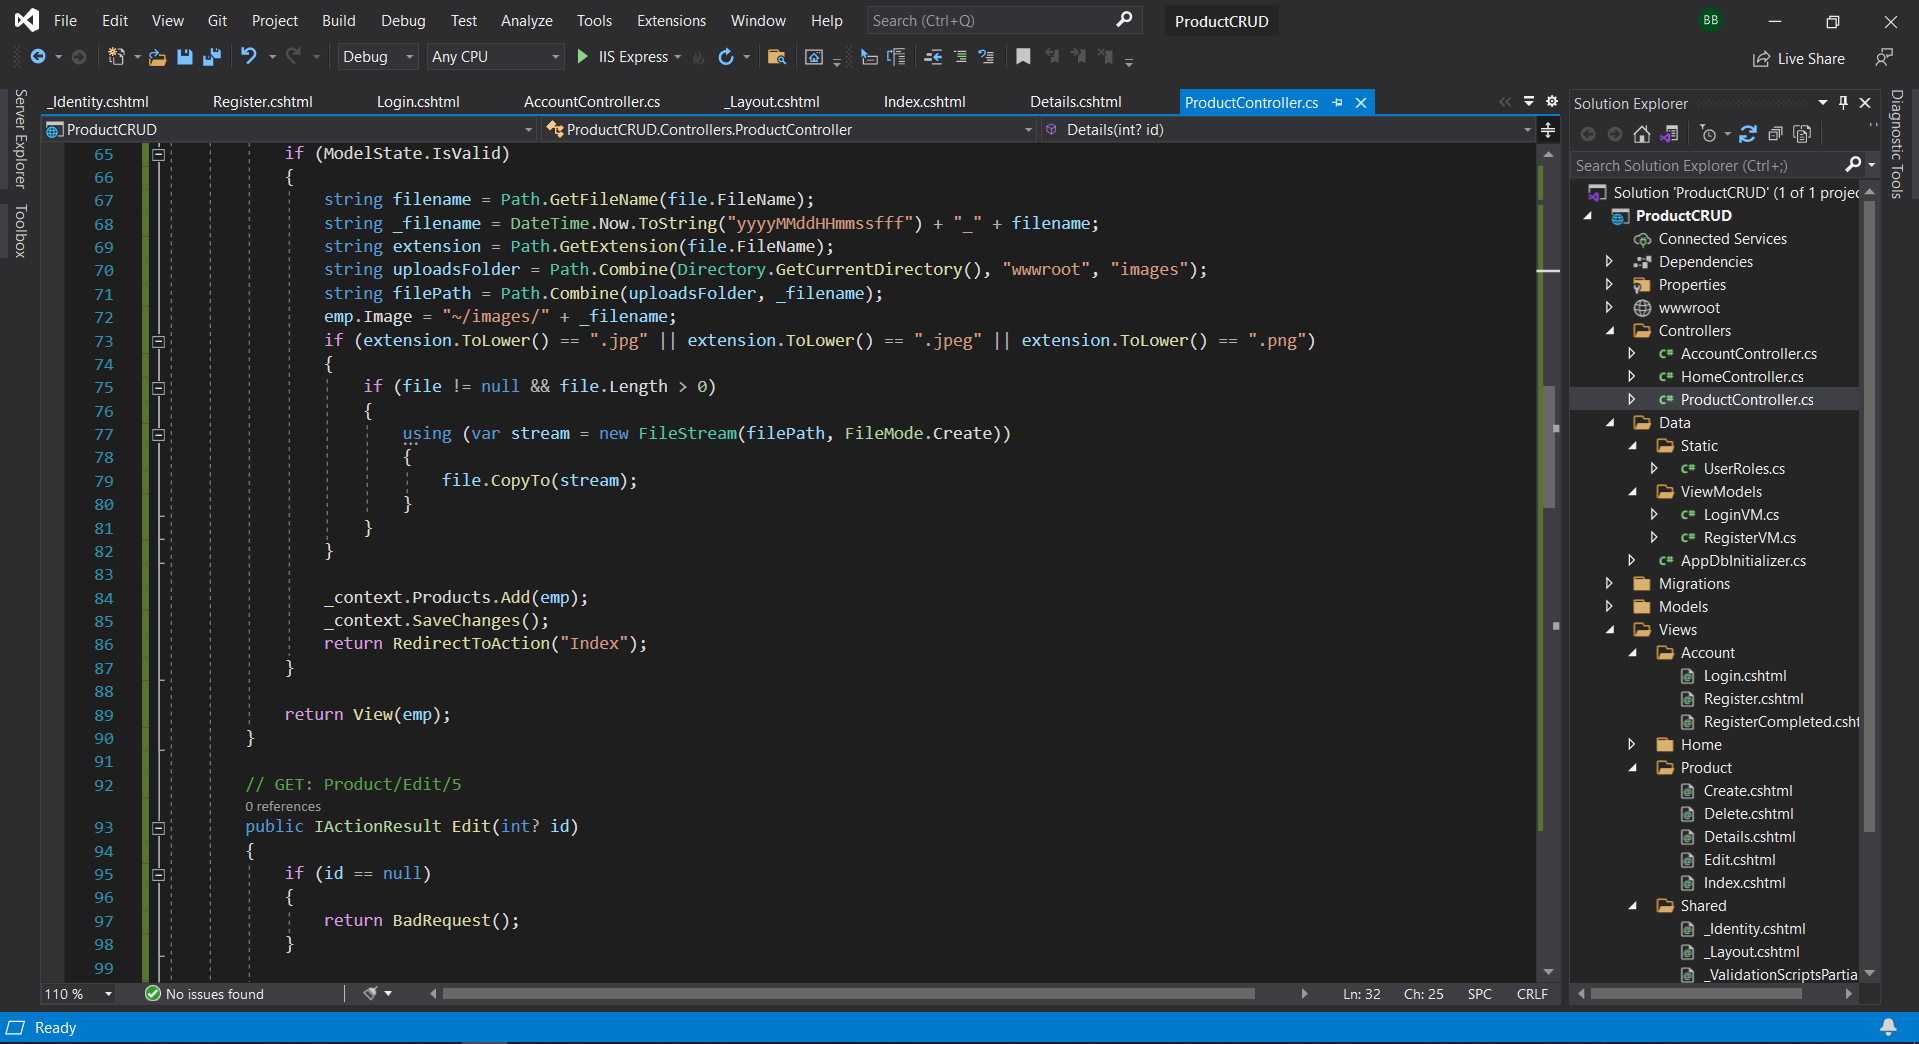 File Edit View Git Project Build Debug Test Analyze Tools Extensions Window Help Search (Ctrl+Q) ProductCRUD BB
Debug Any CPU IIS Express Live Share
Server Explorer
Toolbox
_Identity.cshtml Register.cshtml Login.cshtml AccountController.cs _Layout.cshtml Index.cshtml Details.cshtml ProductController.cs
ProductCRUD ProductCRUD.Controllers.ProductController Details(int? id)
65 if (ModelState.IsValid)
66 {
67 string filename = Path.GetFileName(file.FileName);
68 string _filename = DateTime.Now.ToString("yyyyMMddHHmmssfff") + "_" + filename;
69 string extension = Path.GetExtension(file.FileName);
70 string uploadsFolder = Path.Combine(Directory.GetCurrentDirectory(), "wwwroot", "images");
71 string filePath = Path.Combine(uploadsFolder, _filename);
72 emp.Image = "~/images/" + _filename;
73 if (extension.ToLower() == ".jpg" || extension.ToLower() == ".jpeg" || extension.ToLower() == ".png")
74 {
75 if (file != null && file.Length > 0)
76 {
77 using (var stream = new FileStream(filePath, FileMode.Create))
78 {
79 file.CopyTo(stream);
80 }
81 }
82 }
83
84 _context.Products.Add(emp);
85 _context.SaveChanges();
86 return RedirectToAction("Index");
87 }
88
89 return View(emp);
90 }
91
92 // GET: Product/Edit/5
0 references
93 public IActionResult Edit(int? id)
94 {
95 if (id == null)
96 {
97 return BadRequest();
98 }
99
110 % No issues found Ln: 32 Ch: 25 SPC CRLF
Ready
Solution Explorer
Search Solution Explorer (Ctrl+;)
Solution 'ProductCRUD' (1 of 1 projec
ProductCRUD
Connected Services
Dependencies
Properties
wwwroot
Controllers
C# AccountController.cs
C# HomeController.cs
C# ProductController.cs
Data
Static
C# UserRoles.cs
ViewModels
C# LoginVM.cs
C# RegisterVM.cs
C# AppDbInitializer.cs
Migrations
Models
Views
Account
Login.cshtml
Register.cshtml
RegisterCompleted.csht
Home
Product
Create.cshtml
Delete.cshtml
Details.cshtml
Edit.cshtml
Index.cshtml
Shared
_Identity.cshtml
_Layout.cshtml
_ValidationScriptsPartia
Diagnostic Tools